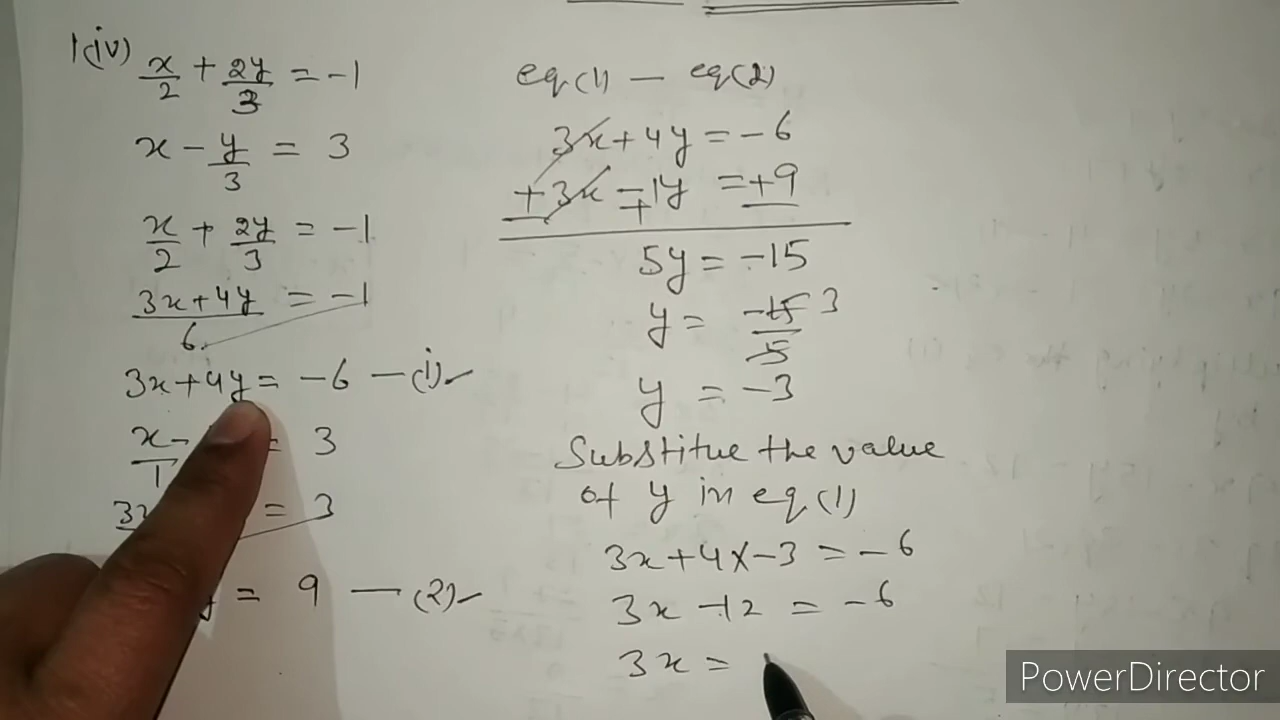 1(iv) x/2 + 2y/3 = -1
x - y/3 = 3
x/2 + 2y/3 = -1
3x+4y/6 = -1
3x+4y = -6 —(i)✓
x/1 - = 3
3x = 3
y = 9 —(2)✓
eq(1) — eq(2)
3x+4y = -6
+3x -1y = +9
+
5y = -15
y = -15/5 3
y = -3
Substitue the value
of y in eq(1)
3x+4x-3 = -6
3x -12 = -6
3x =
PowerDirector